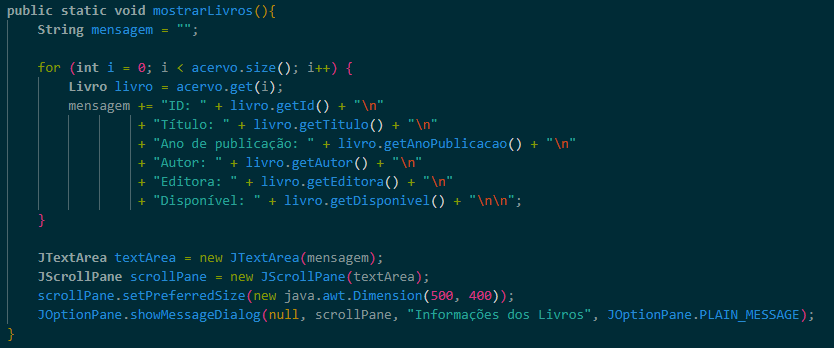 public static void mostrarLivros(){
    String mensagem = "";

    for (int i = 0; i < acervo.size(); i++) {
        Livro livro = acervo.get(i);
        mensagem += "ID: " + livro.getId() + "\n"
                 + "Título: " + livro.getTitulo() + "\n"
                 + "Ano de publicação: " + livro.getAnoPublicacao() + "\n"
                 + "Autor: " + livro.getAutor() + "\n"
                 + "Editora: " + livro.getEditora() + "\n"
                 + "Disponível: " + livro.getDisponivel() + "\n\n";
    }

    JTextArea textArea = new JTextArea(mensagem);
    JScrollPane scrollPane = new JScrollPane(textArea);
    scrollPane.setPreferredSize(new java.awt.Dimension(500, 400));
    JOptionPane.showMessageDialog(null, scrollPane, "Informações dos Livros", JOptionPane.PLAIN_MESSAGE);
}